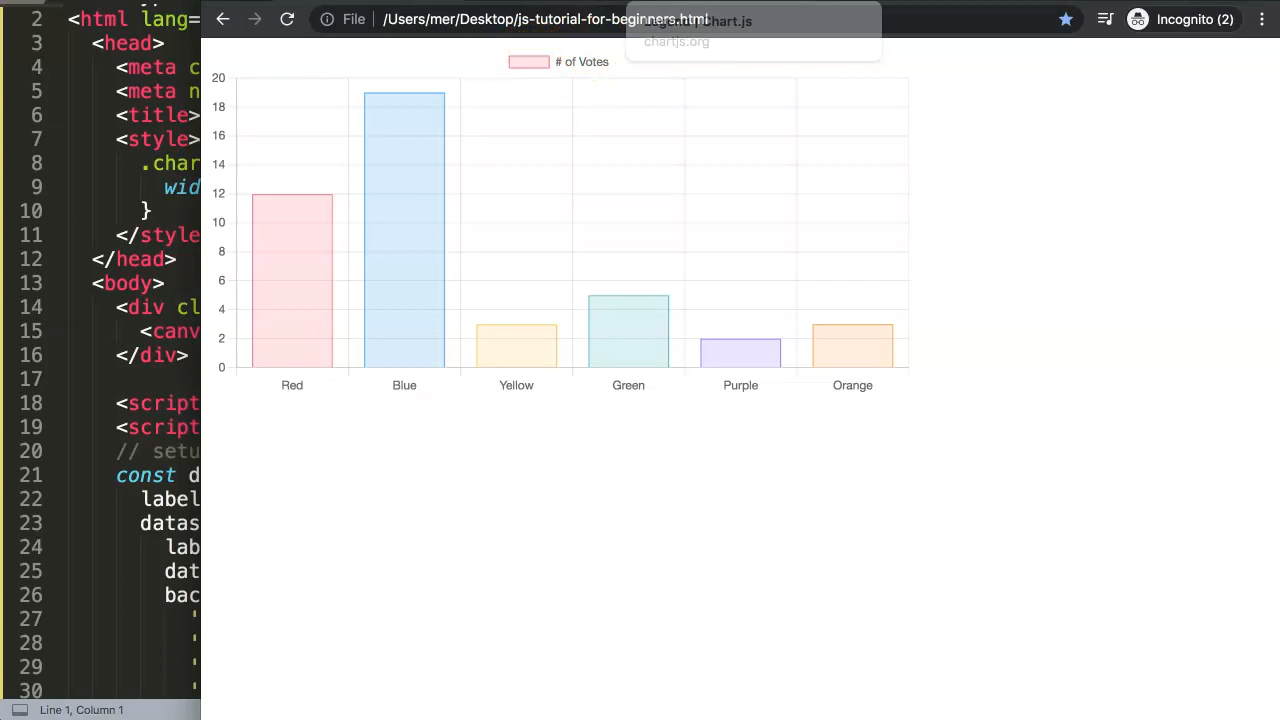 File /Users/mer/Desktop/js-tutorial-for-beginners.html Incognito (2)
Chart.js
chartjs.org
# of Votes
20
18
16
14
12
10
8
6
4
2
0
Red Blue Yellow Green Purple Orange
2 <html lang=
3 <head>
4 <meta c
5 <meta n
6 <title>
7 <style>
8 .char
9 wid
10 }
11 </style
12 </head>
13 <body>
14 <div cl
15 <canv
16 </div>
17
18 <script
19 <script
20 // setu
21 const d
22 label
23 datas
24 lab
25 dat
26 bac
27 '
28 '
29 '
30 '
Line 1, Column 1